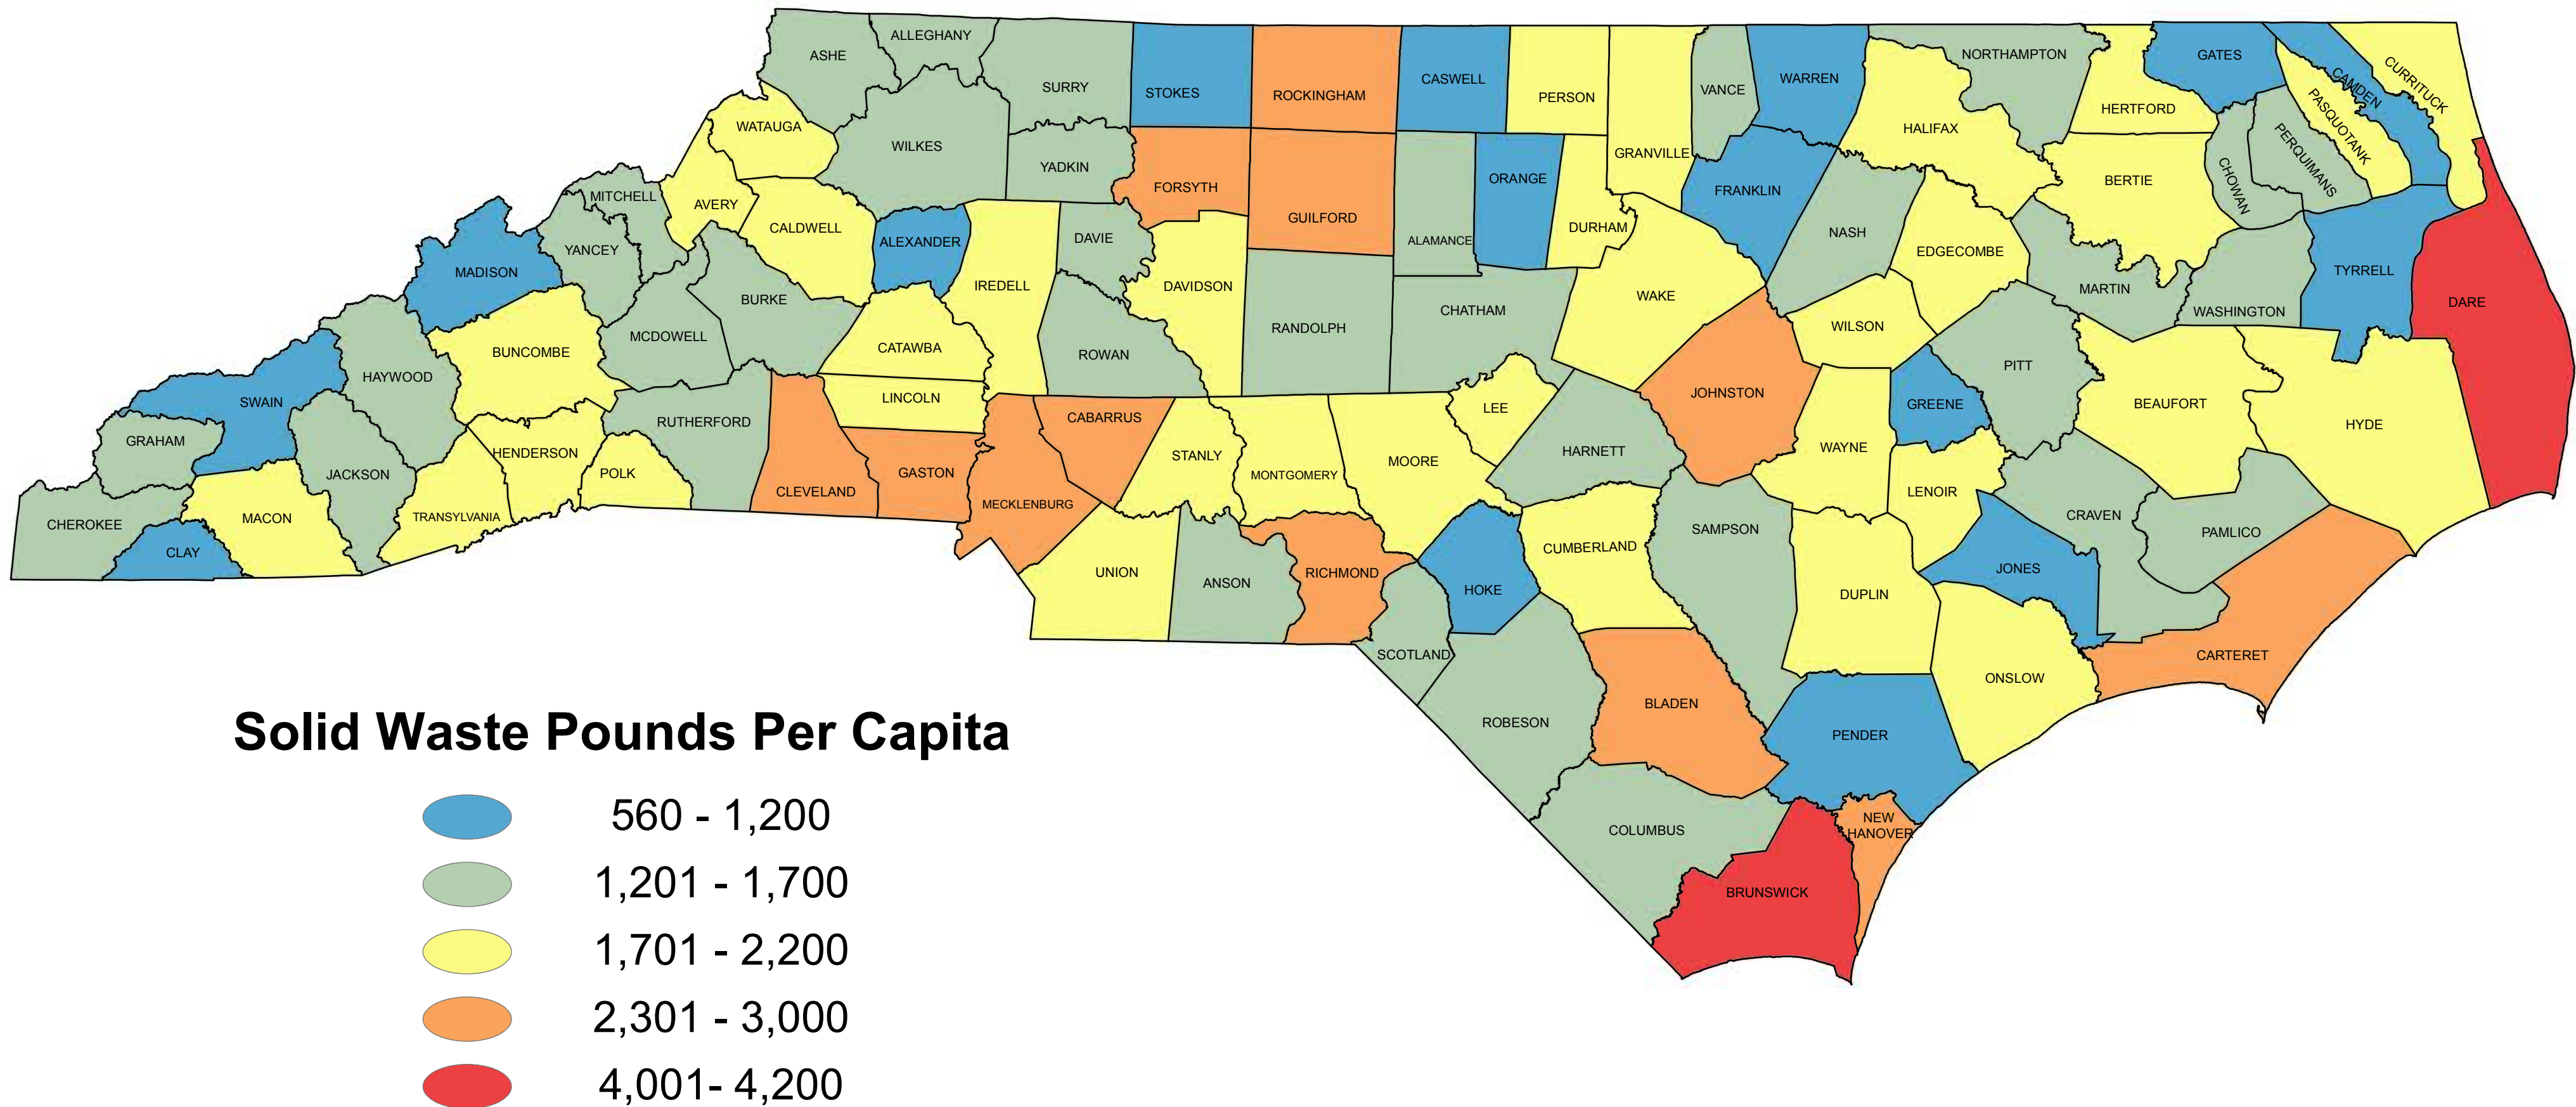 ASHE
ALLEGHANY
SURRY
STOKES
ROCKINGHAM
CASWELL
PERSON
VANCE
WARREN
NORTHAMPTON
GATES
CAMDEN
CURRITUCK
HERTFORD
PASQUOTANK
PERQUIMANS
CHOWAN
HALIFAX
GRANVILLE
WATAUGA
WILKES
YADKIN
FORSYTH
GUILFORD
ALAMANCE
ORANGE
DURHAM
FRANKLIN
NASH
EDGECOMBE
BERTIE
MITCHELL
AVERY
CALDWELL
ALEXANDER
IREDELL
DAVIE
DAVIDSON
MADISON
YANCEY
BURKE
MCDOWELL
BUNCOMBE
HAYWOOD
CATAWBA
ROWAN
RANDOLPH
CHATHAM
WAKE
WILSON
MARTIN
WASHINGTON
TYRRELL
DARE
SWAIN
GRAHAM
JACKSON
RUTHERFORD
LINCOLN
CABARRUS
LEE
JOHNSTON
GREENE
PITT
BEAUFORT
HYDE
CHEROKEE
CLAY
MACON
TRANSYLVANIA
HENDERSON
POLK
CLEVELAND
GASTON
MECKLENBURG
STANLY
MONTGOMERY
MOORE
HARNETT
WAYNE
LENOIR
CRAVEN
PAMLICO
UNION
ANSON
RICHMOND
HOKE
CUMBERLAND
SAMPSON
DUPLIN
JONES
SCOTLAND
ROBESON
BLADEN
PENDER
ONSLOW
CARTERET
COLUMBUS
BRUNSWICK
NEW
HANOVER
Solid Waste Pounds Per Capita
560 - 1,200
1,201 - 1,700
1,701 - 2,200
2,301 - 3,000
4,001- 4,200